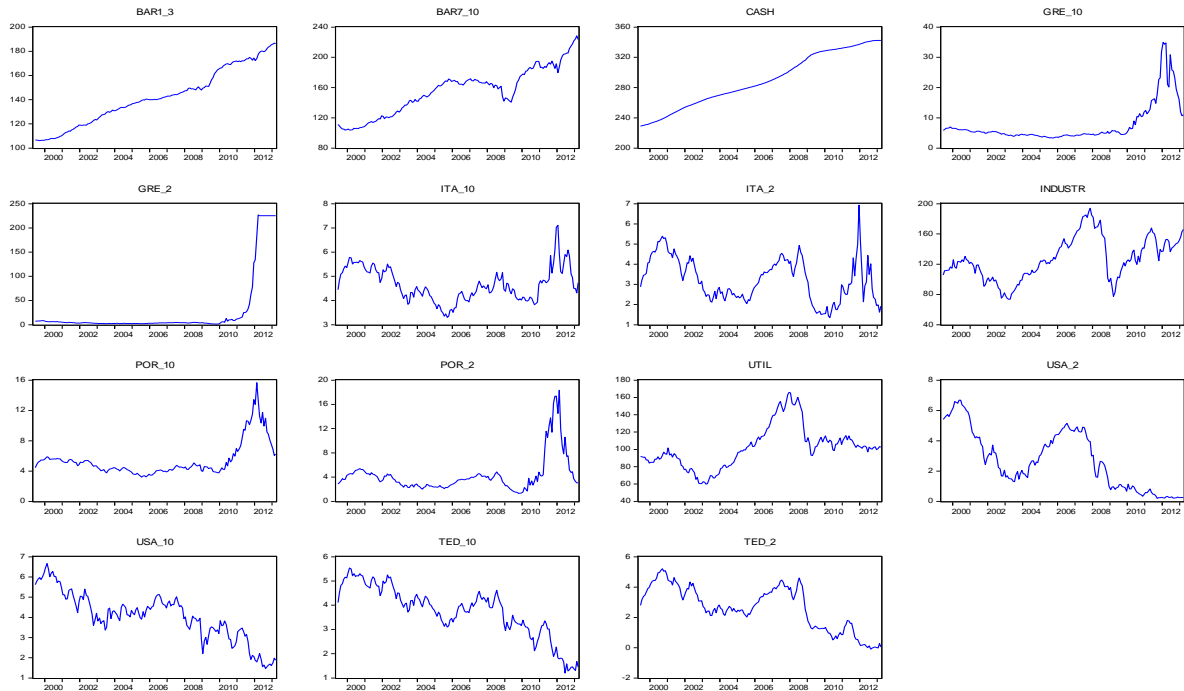 BAR1_3 BAR7_10 CASH GRE_10
200 240 360 40
180 200 320 30
160 160 280 20
140 120 240 10
120 80 200 0
100
2000 2002 2004 2006 2008 2010 2012 2000 2002 2004 2006 2008 2010 2012 2000 2002 2004 2006 2008 2010 2012 2000 2002 2004 2006 2008 2010 2012
GRE_2 ITA_10 ITA_2 INDUSTR
250 8 7 200
200 7 6 160
150 6 5 120
100 5 4 80
50 4 3 40
0 3 2
1
2000 2002 2004 2006 2008 2010 2012 2000 2002 2004 2006 2008 2010 2012 2000 2002 2004 2006 2008 2010 2012 2000 2002 2004 2006 2008 2010 2012
POR_10 POR_2 UTIL USA_2
16 20 180 8
12 16 160 6
8 12 140 4
4 8 120 2
0 4 100 0
0 80
60
40
2000 2002 2004 2006 2008 2010 2012 2000 2002 2004 2006 2008 2010 2012 2000 2002 2004 2006 2008 2010 2012 2000 2002 2004 2006 2008 2010 2012
USA_10 TED_10 TED_2
7 6 6
6 5 4
5 4 2
4 3 0
3 2 -2
2 1
1
2000 2002 2004 2006 2008 2010 2012 2000 2002 2004 2006 2008 2010 2012 2000 2002 2004 2006 2008 2010 2012